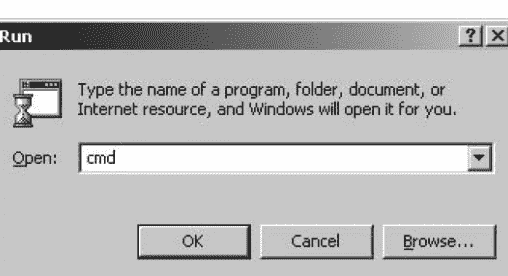 Run
Type the name of a program, folder, document, or
Internet resource, and Windows will open it for you.
Open: cmd
OK Cancel Browse...